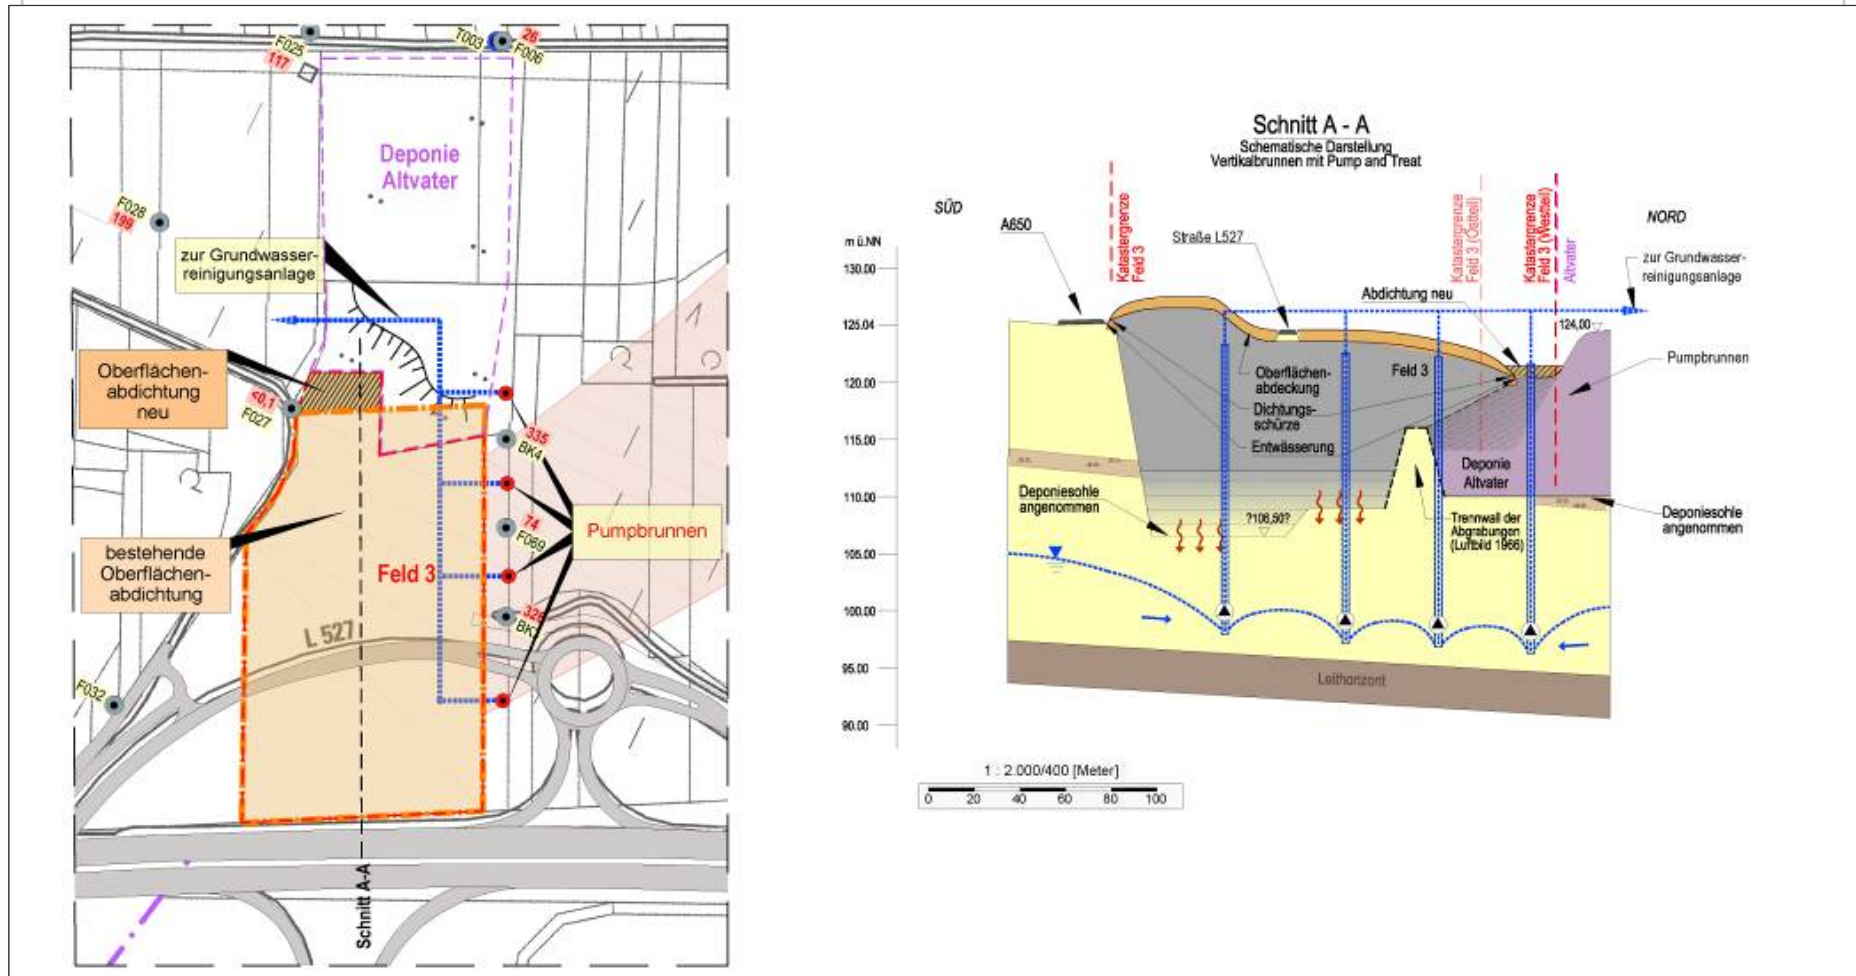 F025
117
T003
26
F006
Deponie
Altvater
F028
199
zur Grundwasser-
reinigungsanlage
Oberflächen-
abdichtung
neu
<0,1
F027
335
BK4
74
F069
Pumpbrunnen
bestehende
Oberflächen-
abdichtung
Feld 3
L 527
F032
Schnitt A-A
Schnitt A - A
Schematische Darstellung
Vertikalbrunnen mit Pump and Treat
SÜD
NORD
A650
Katastergrenze
Feld 3
Straße L527
Katastergrenze
Feld 3 (Ostteil)
Katastergrenze
Feld 3 (Westteil)
Altvater
zur Grundwasser-
reinigungsanlage
m ü.NN
130.00
125.04
120.00
115.00
110.00
105.00
100.00
95.00
90.00
Abdichtung neu
124,00
Pumpbrunnen
Oberflächen-
abdeckung
Feld 3
Dichtungs-
schürze
Entwässerung
Deponie
Altvater
Deponiesohle
angenommen
?106,50?
Trennwall der
Abgrabungen
(Luftbild 1966)
Deponiesohle
angenommen
Leithorizont
1 : 2.000/400 [Meter]
0 20 40 60 80 100